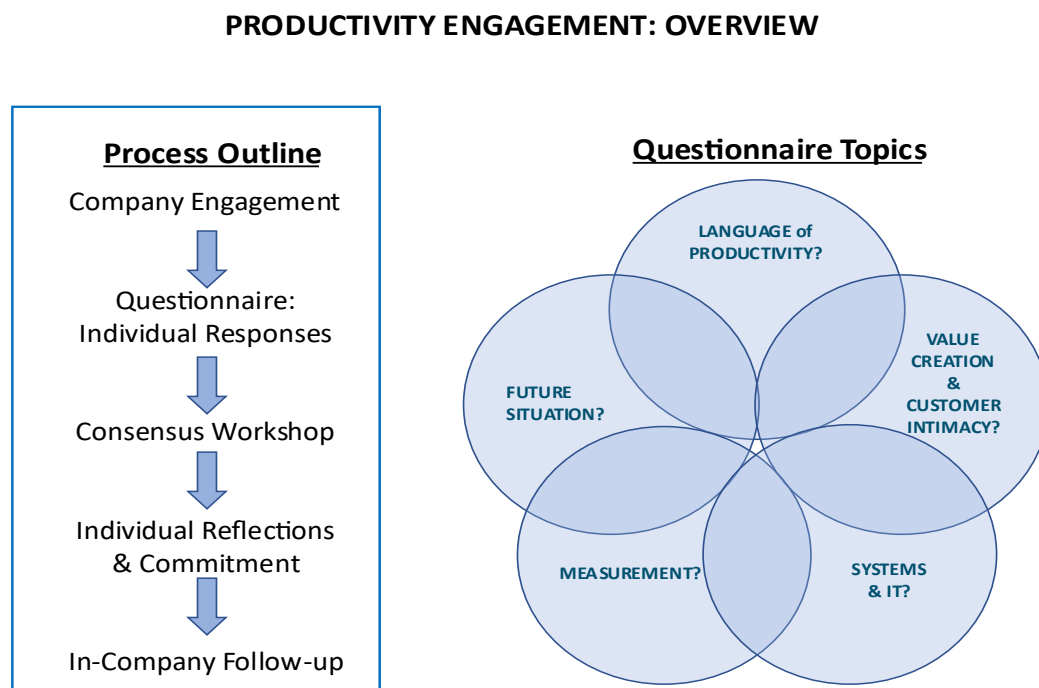 PRODUCTIVITY ENGAGEMENT: OVERVIEW
Process Outline
Company Engagement
Questionnaire:
Individual Responses
Consensus Workshop
Individual Reflections
& Commitment
In-Company Follow-up
Questionnaire Topics
LANGUAGE of
PRODUCTIVITY?
VALUE
CREATION
&
CUSTOMER
INTIMACY?
FUTURE
SITUATION?
MEASUREMENT?
SYSTEMS
& IT?